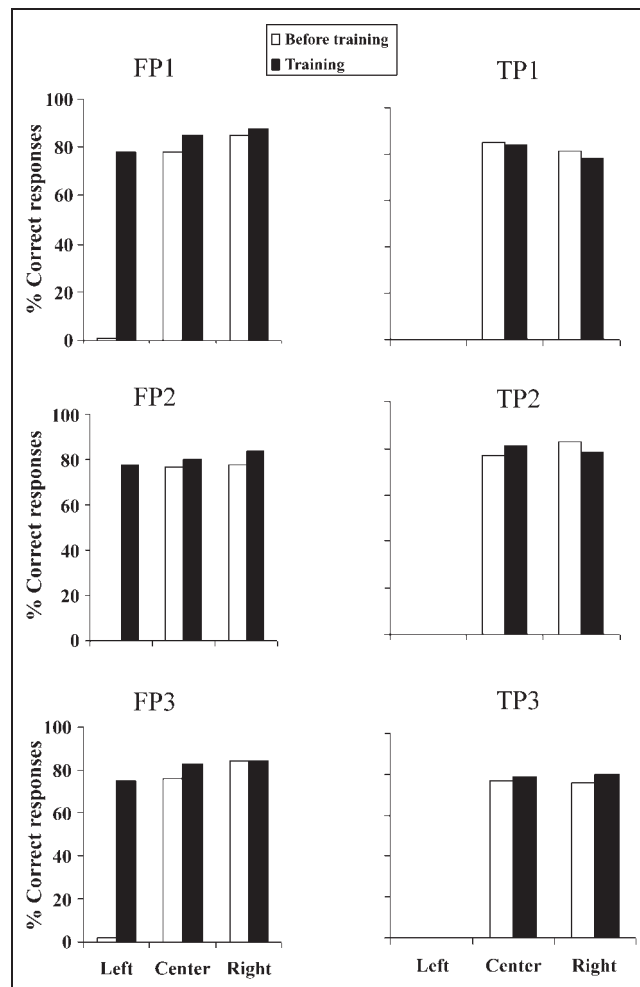 Before training
Training
FP1
TP1
% Correct responses
100
80
60
40
20
0
FP2
TP2
% Correct responses
100
80
60
40
20
0
FP3
TP3
% Correct responses
100
80
60
40
20
0
Left Center Right
Left Center Right